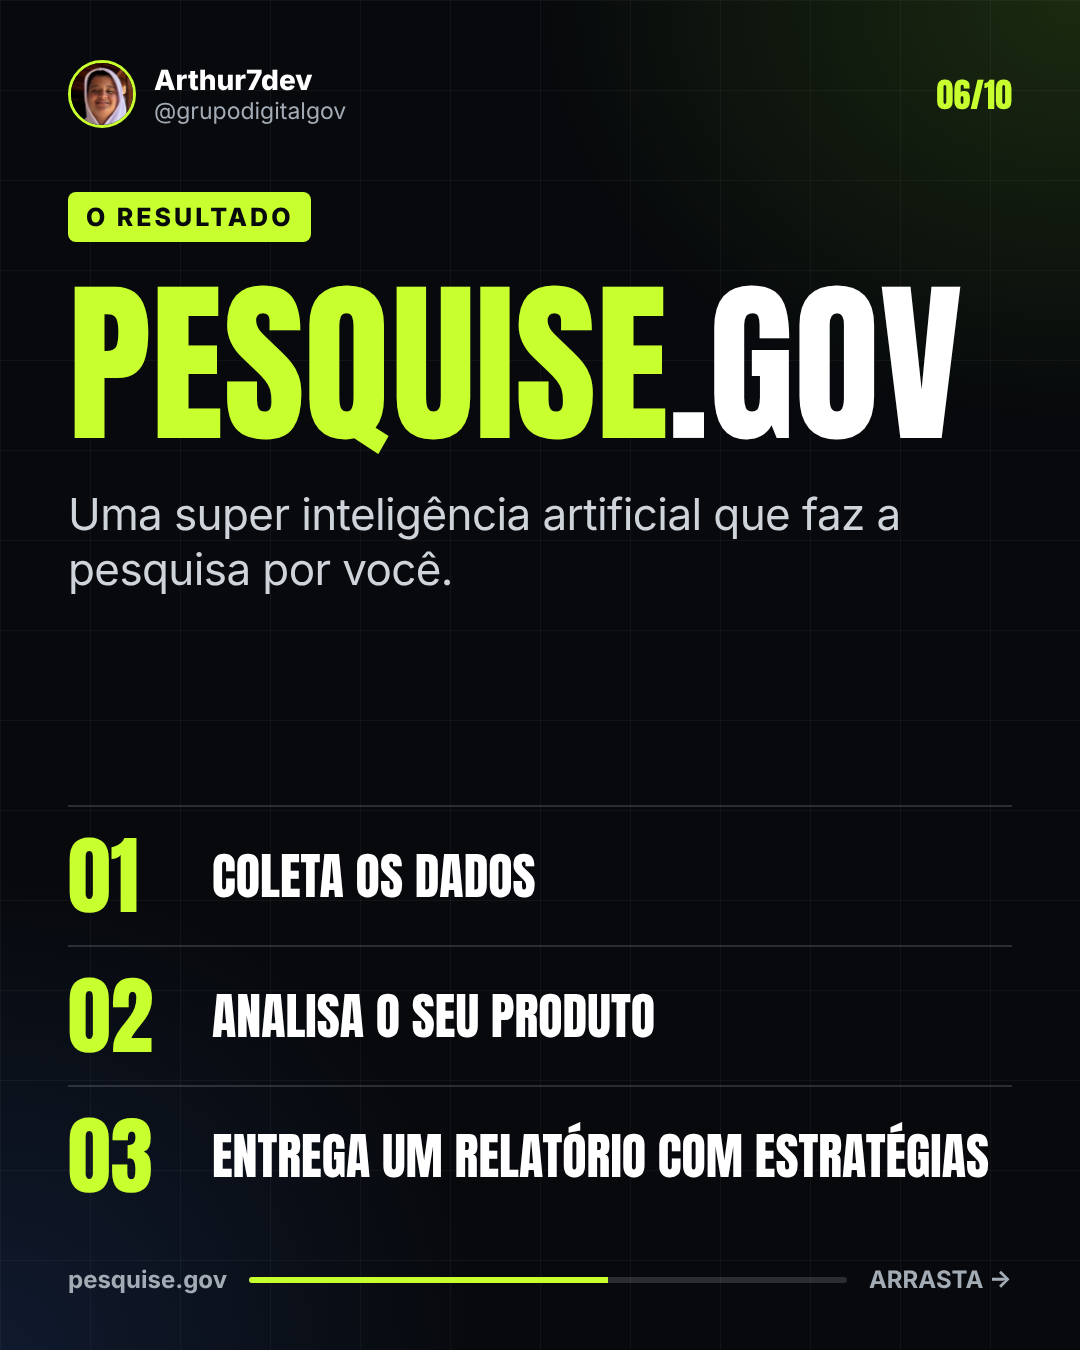 Arthur7dev
@grupodigitalgov
06/10
O RESULTADO
PESQUISE.GOV
Uma super inteligência artificial que faz a
pesquisa por você.
01 COLETA OS DADOS
02 ANALISA O SEU PRODUTO
03 ENTREGA UM RELATÓRIO COM ESTRATÉGIAS
pesquise.gov
ARRASTA →